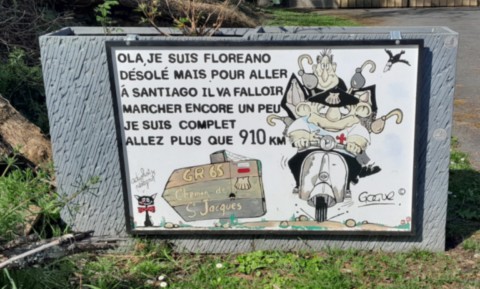 OLA, JE SUIS FLOREANO
DÉSOLÉ MAIS POUR ALLER
À SANTIAGO IL VA FALLOIR
MARCHER ENCORE UN PEU
JE SUIS COMPLET
ALLEZ PLUS QUE 910 KM
GR 65
Chemin de
St Jacques
©